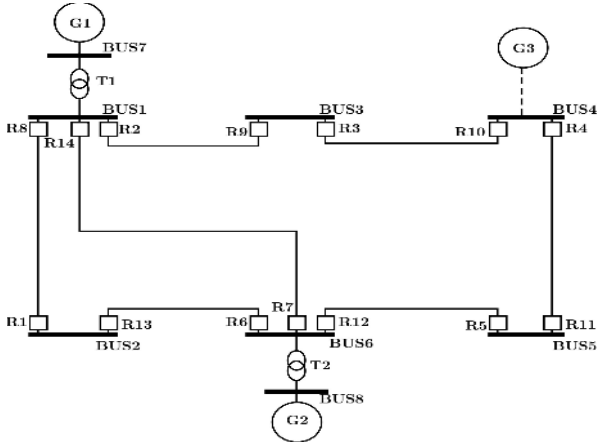 G1
BUS7
G3
T1
BUS1
BUS3
BUS4
R8
R14
R2
R9
R3
R10
R4
R7
R1
R13
R6
R12
R5
R11
BUS2
BUS6
BUS5
T2
BUS8
G2